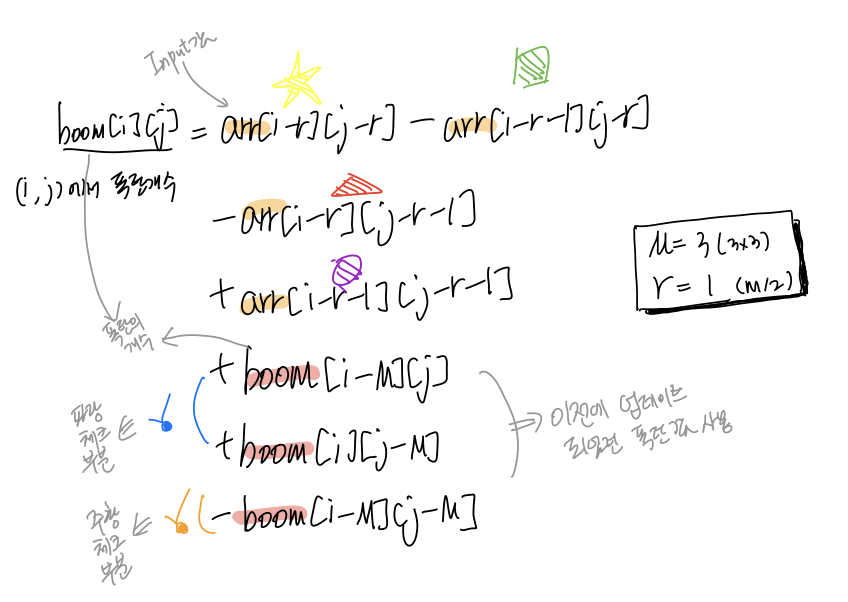 Input값
boom[i][j] = arr[i-r][j-r] - arr[i-r-1][j-r]
(i, j)에서 폭탄개수
- arr[i-r][j-r-1]
+ arr[i-r-1][j-r-1]
M = 3 (3x3)
r = 1 (m/2)
폭탄의
개수
+ boom[i-M][j]
+ boom[i][j-M]
- boom[i-M][j-M]
파랑
체크
부분
주황
체크
부분
⇒ 이전에 업데이트
되었던 폭탄값 사용